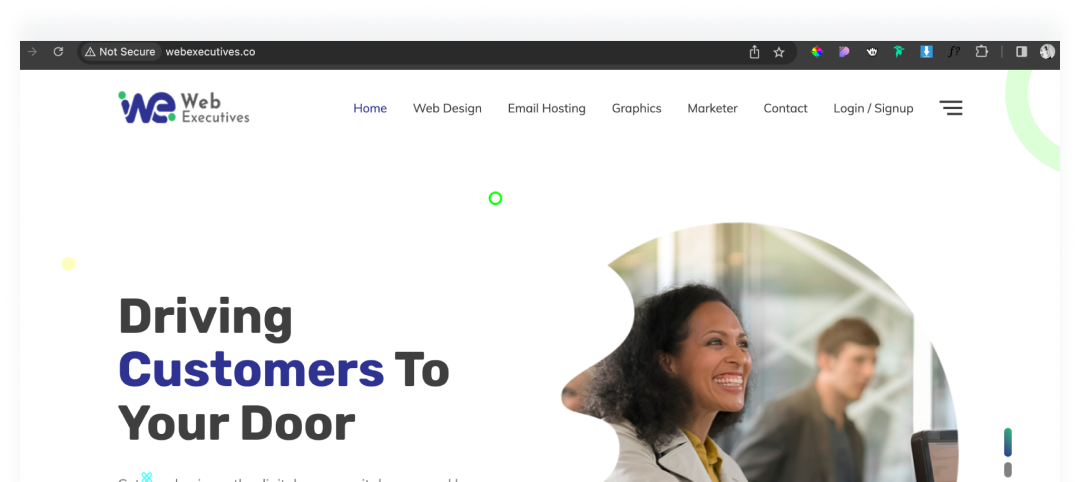 Not Secure webexecutives.co
f?
we Web Executives
Home Web Design Email Hosting Graphics Marketer Contact Login / Signup
Driving
Customers To
Your Door